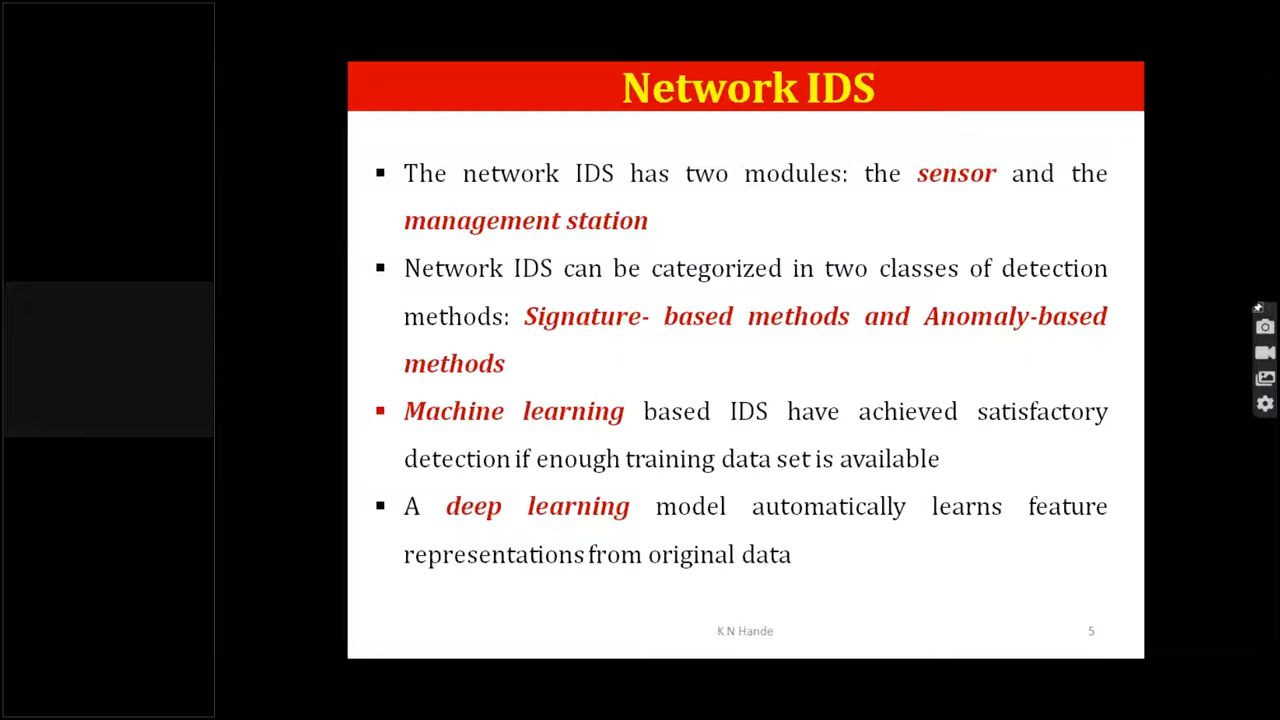 Network IDS
▪ The network IDS has two modules: the sensor and the
management station
▪ Network IDS can be categorized in two classes of detection
methods: Signature- based methods and Anomaly-based
methods
▪ Machine learning based IDS have achieved satisfactory
detection if enough training data set is available
▪ A deep learning model automatically learns feature
representations from original data
K N Hande
5